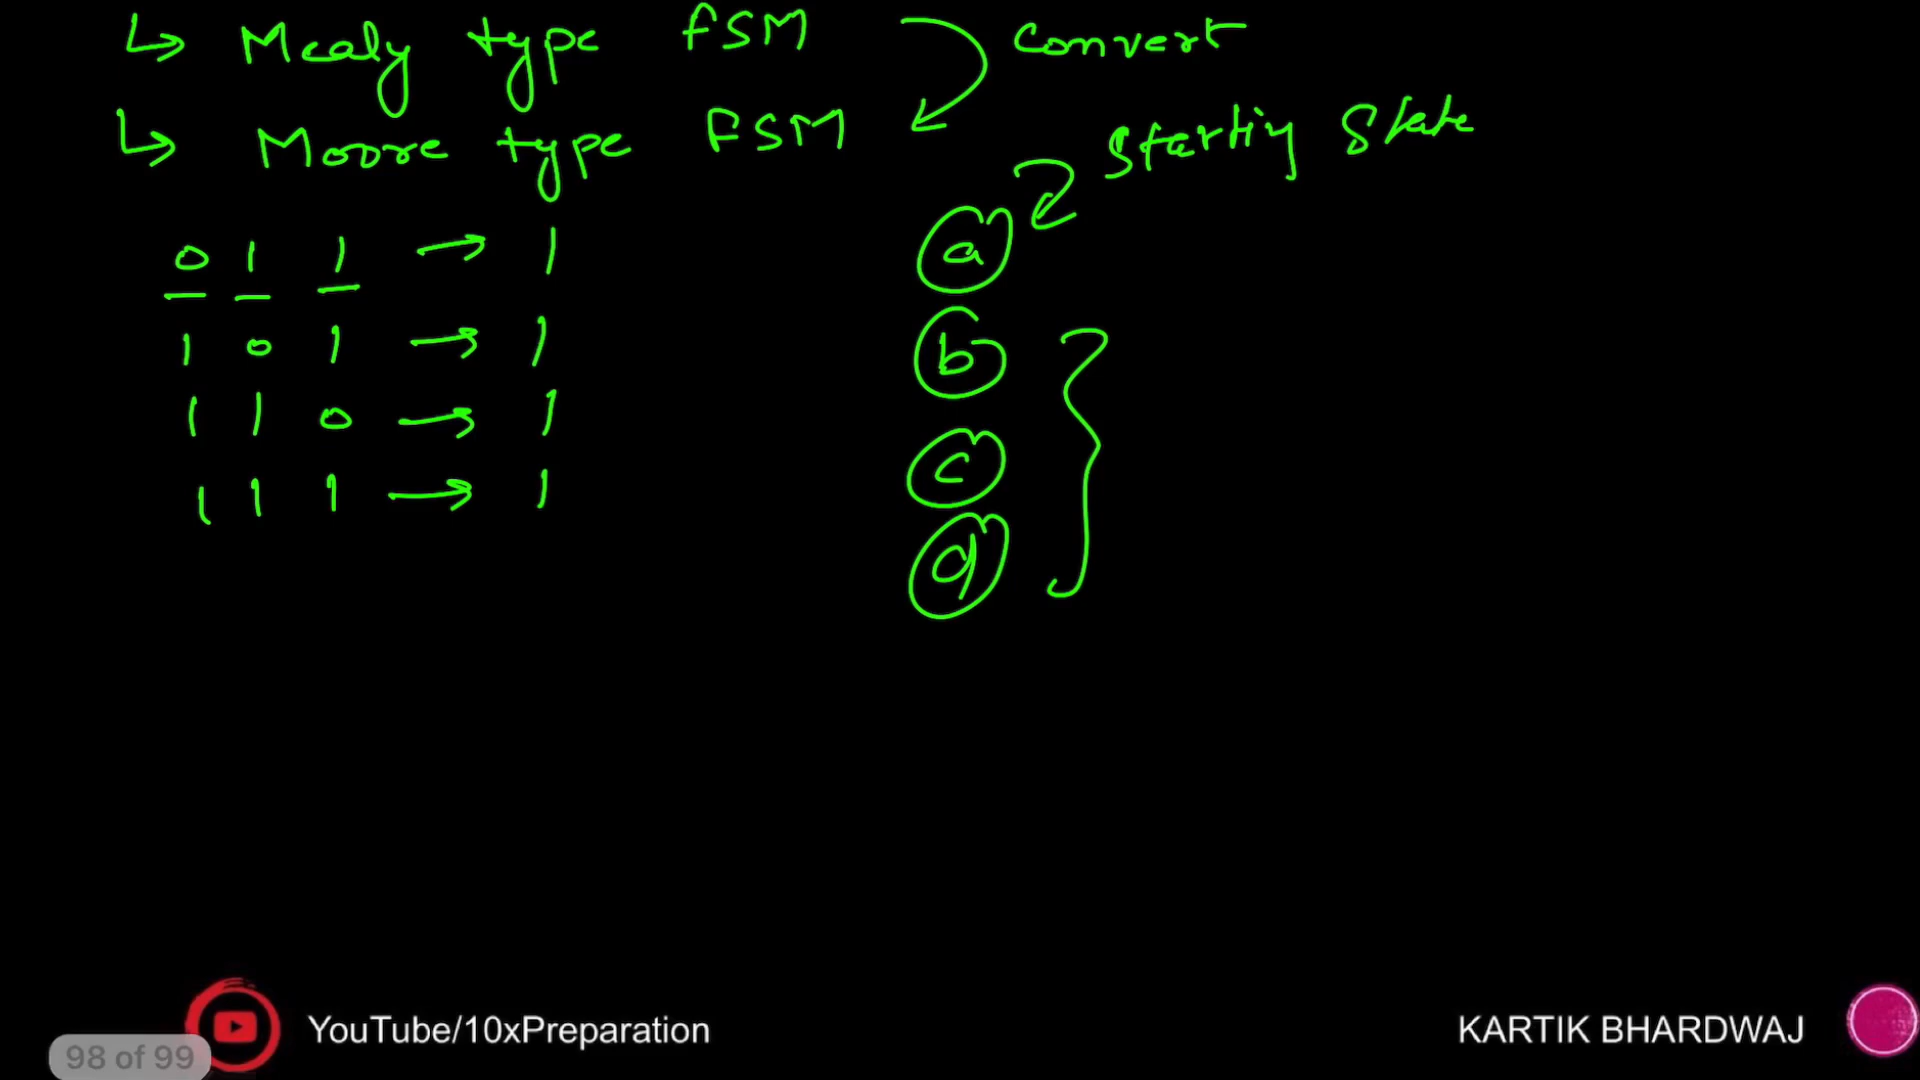 ↳ Mealy type FSM convert
↳ Moore type FSM
Starting State
0 1 1 → 1
a
1 0 1 → 1
b
1 1 0 → 1
c
1 1 1 → 1
d
YouTube/10xPreparation
KARTIK BHARDWAJ
98 of 99